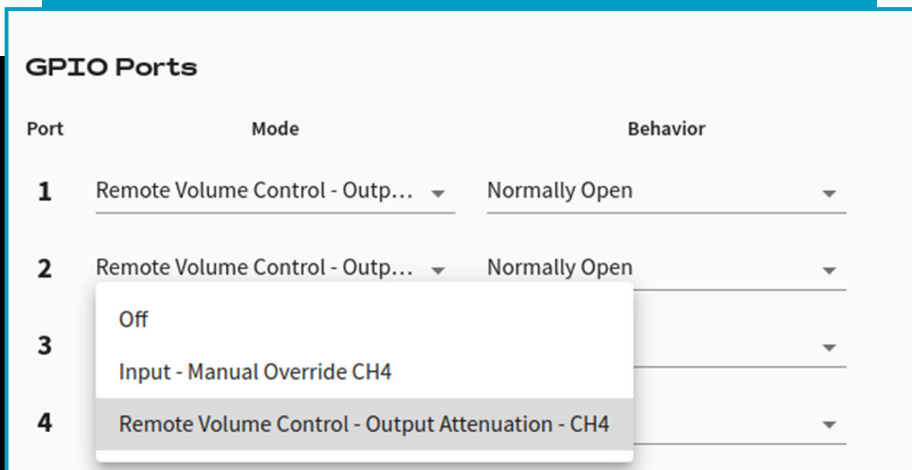 GPIO Ports
Port Mode Behavior
1 Remote Volume Control - Outp... Normally Open
2 Remote Volume Control - Outp... Normally Open
Off
3
Input - Manual Override CH4
4 Remote Volume Control - Output Attenuation - CH4